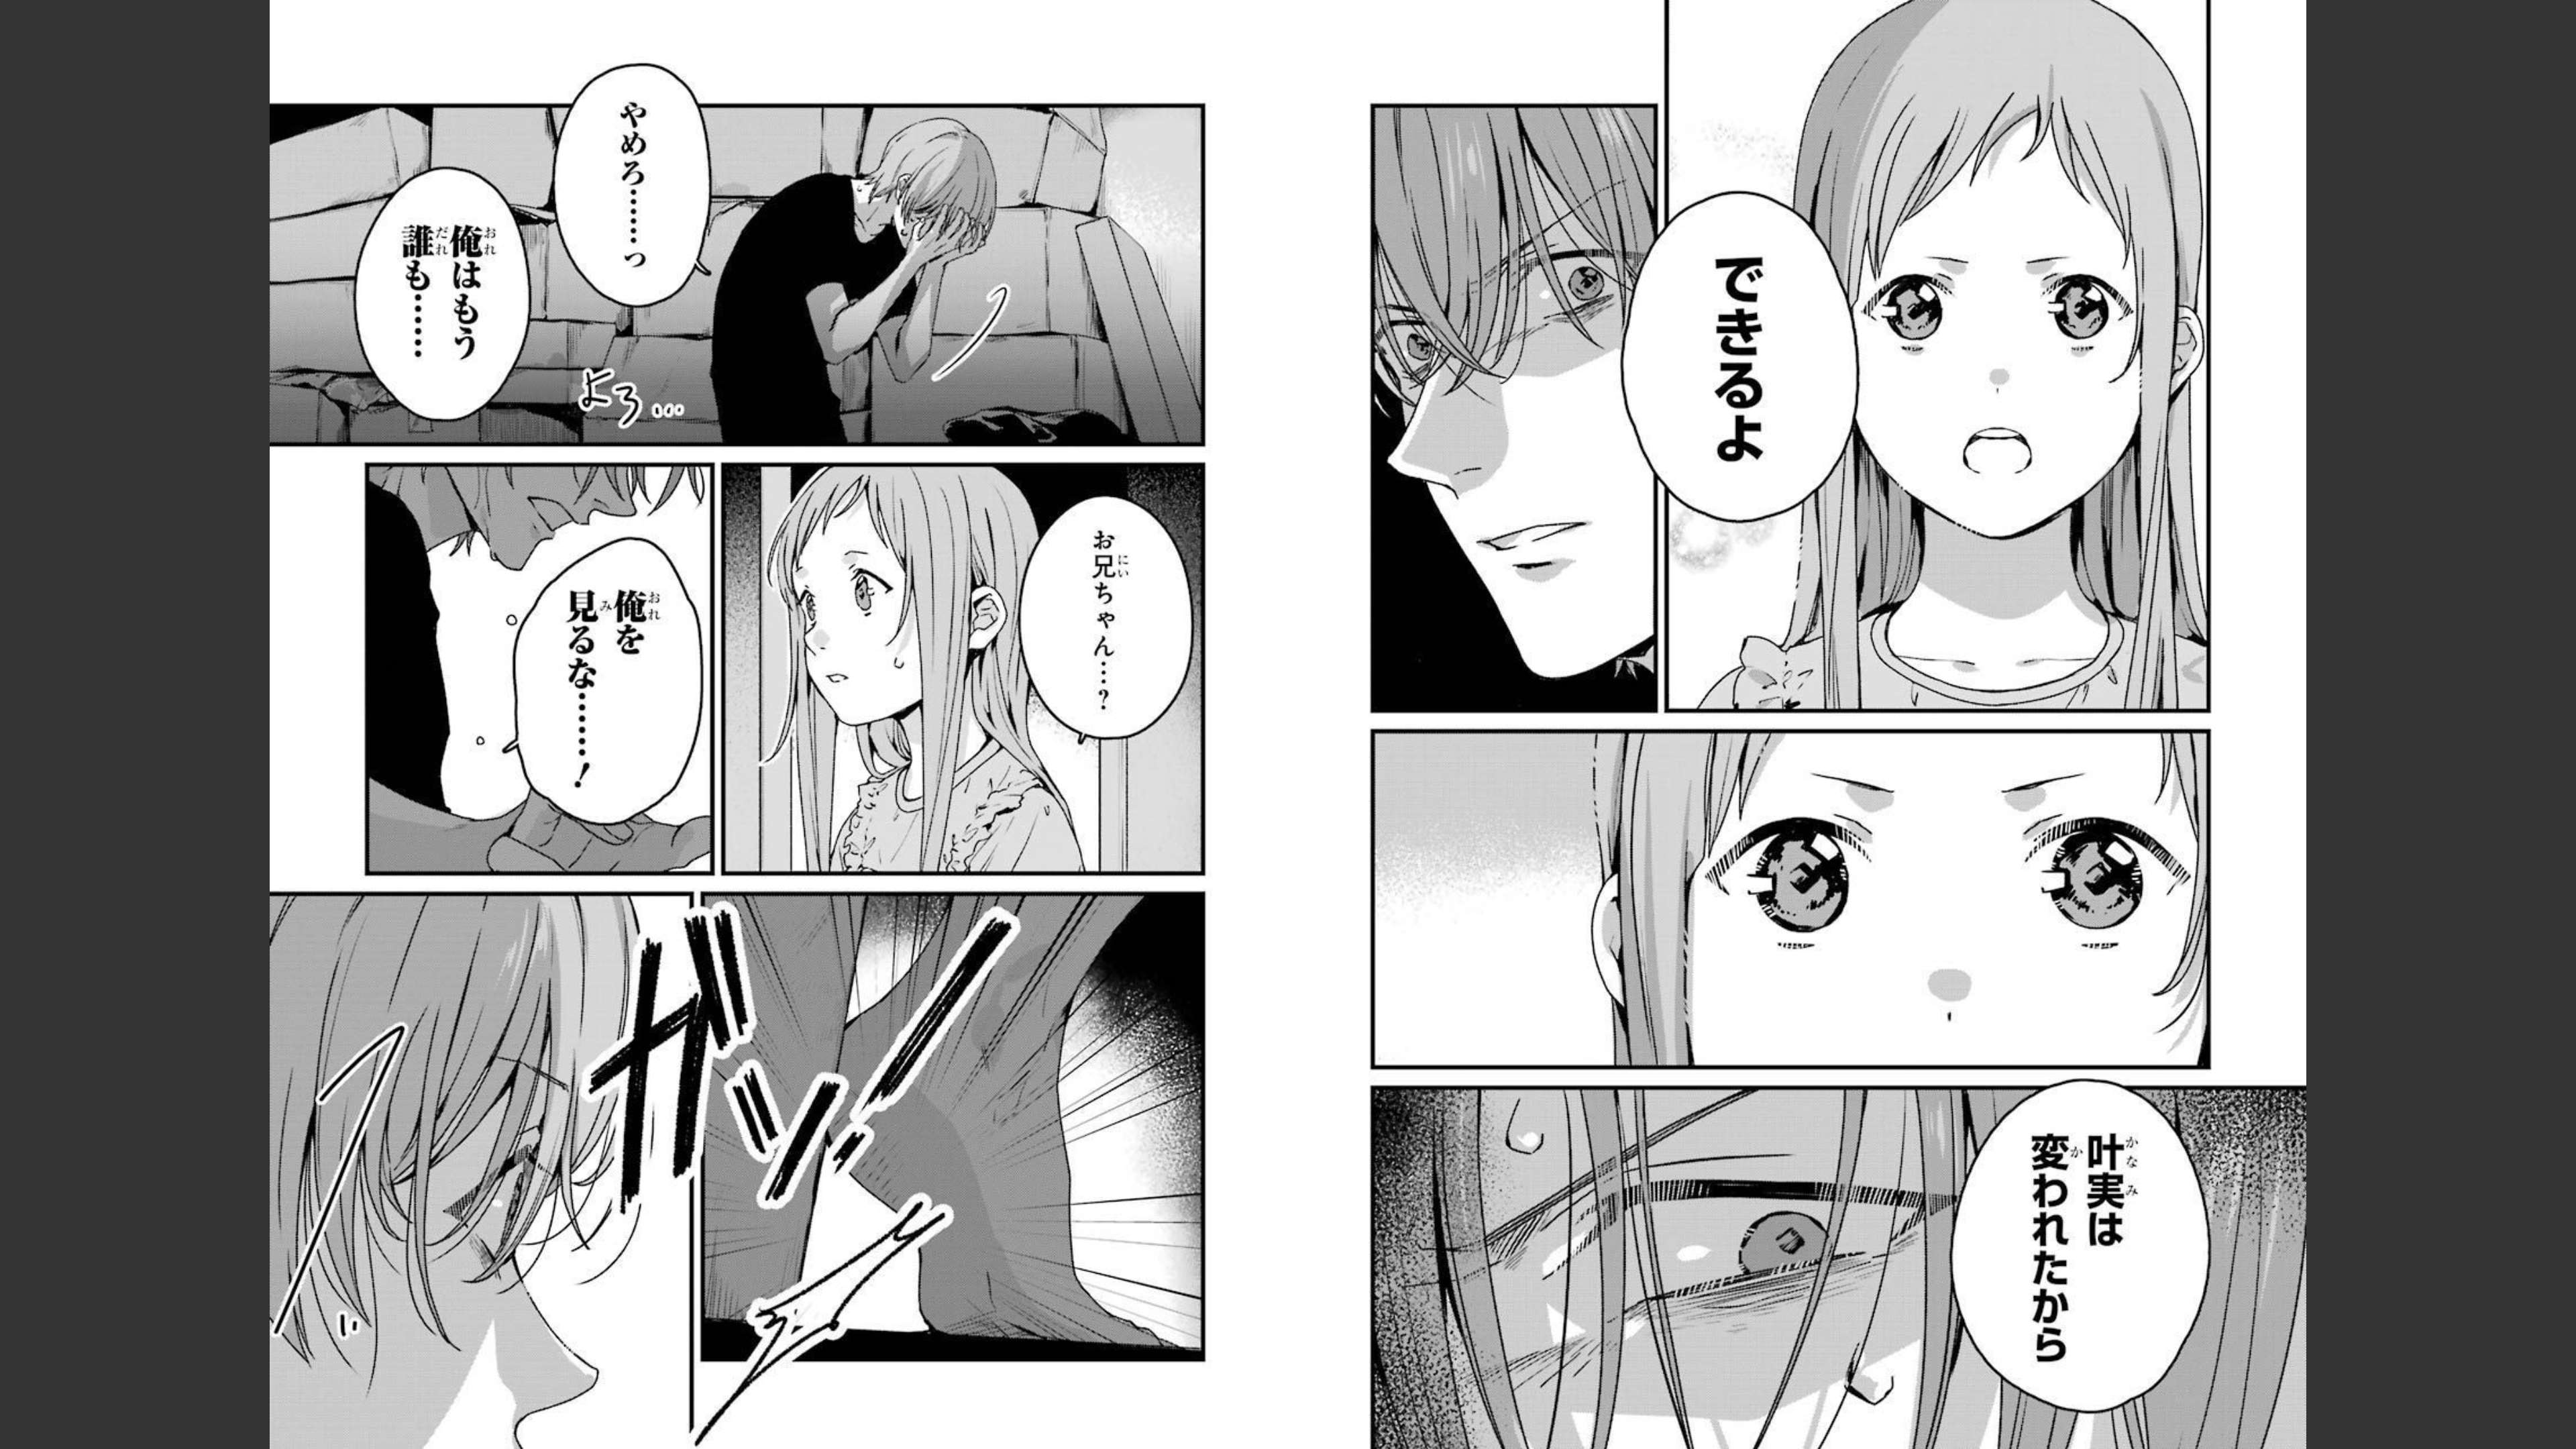 できるよ
叶実は
変われたから
やめろ……っ
俺はもう
誰も……
よろ…
お兄ちゃん…?
俺を
見るな……!
ガッ